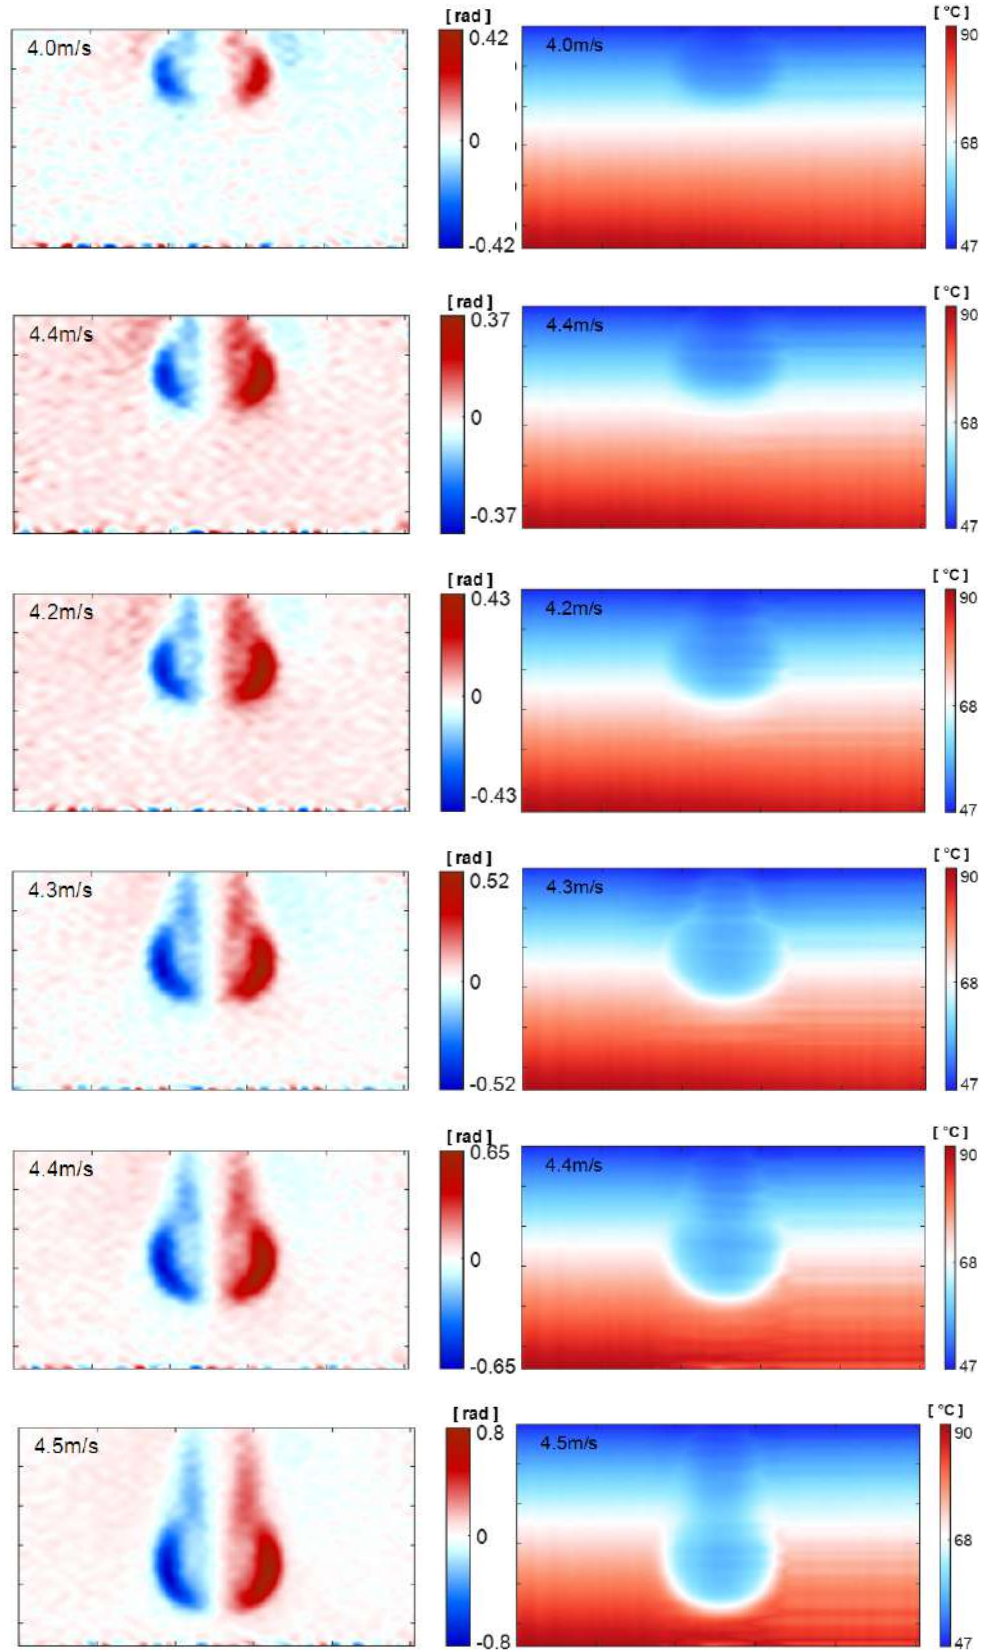 [ rad ] [ °C ]
4.0m/s 0.42 4.0m/s 90
0 68
-0.42 47
[ rad ] [ °C ]
4.4m/s 0.37 4.4m/s 90
0 68
-0.37 47
[ rad ] [ °C ]
4.2m/s 0.43 4.2m/s 90
0 68
-0.43 47
[ rad ] [ °C ]
4.3m/s 0.52 4.3m/s 90
0 68
-0.52 47
[ rad ] [ °C ]
4.4m/s 0.65 4.4m/s 90
0 68
-0.65 47
[ rad ] [ °C ]
4.5m/s 0.8 4.5m/s 90
0 68
-0.8 47